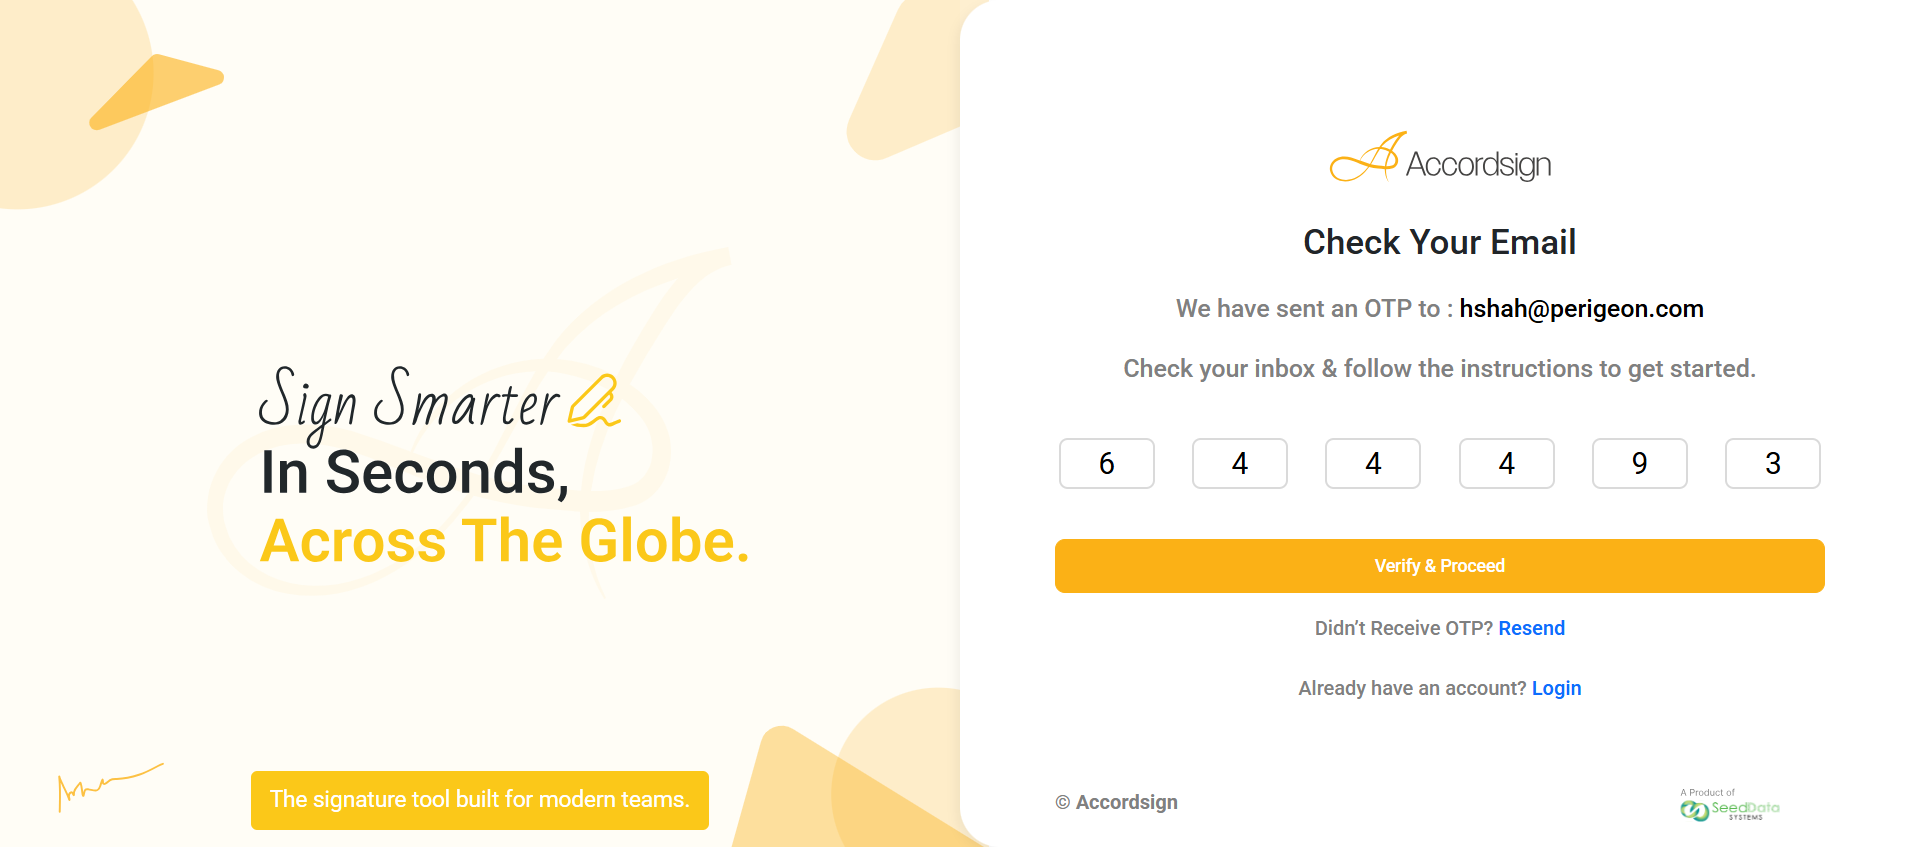 Sign Smarter
In Seconds,
Across The Globe.
The signature tool built for modern teams.
Accordsign
Check Your Email
We have sent an OTP to : hshah@perigeon.com
Check your inbox & follow the instructions to get started.
6 4 4 4 9 3
Verify & Proceed
Didn’t Receive OTP? Resend
Already have an account? Login
© Accordsign
A Product of
SeedData
SYSTEMS